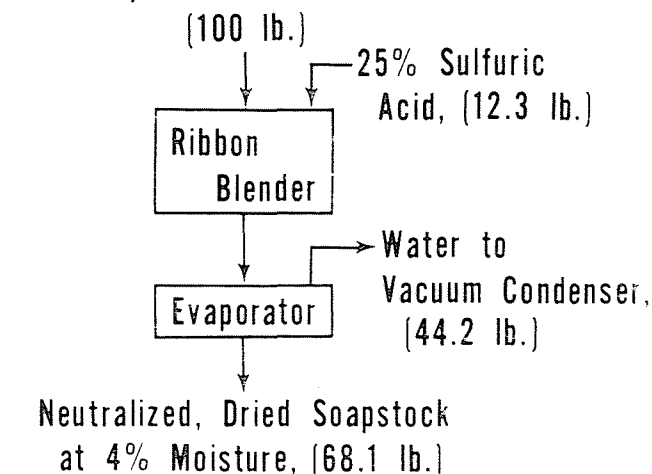 (100 lb.)
25% Sulfuric
Acid, (12.3 lb.)
Ribbon
Blender
Water to
Vacuum Condenser,
(44.2 lb.)
Evaporator
Neutralized, Dried Soapstock
at 4% Moisture, (68.1 lb.)